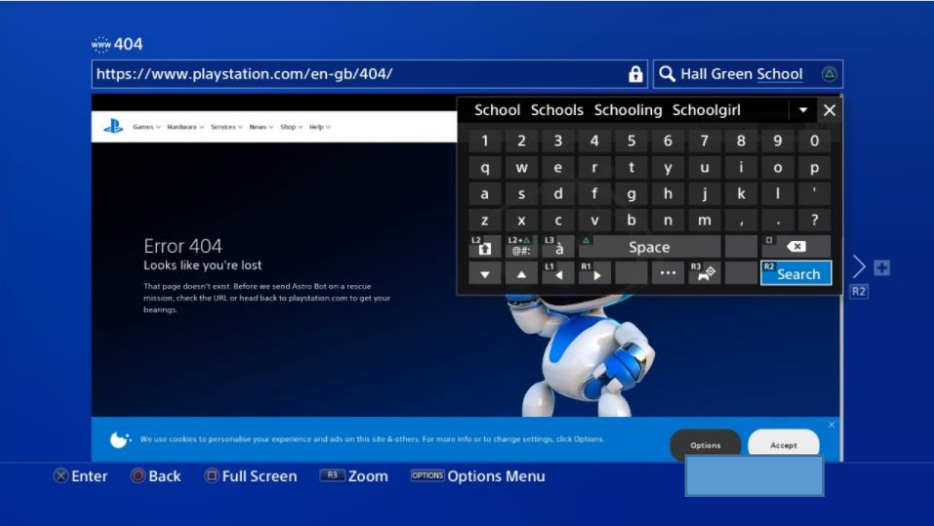 www 404
https://www.playstation.com/en-gb/404/
Hall Green School
School Schools Schooling Schoolgirl
Games Hardware Services News Shop Help
1 2 3 4 5 6 7 8 9 0
q w e r t y u i o p
a s d f g h j k l '
z x c v b n m , . ?
L2 L2+△ @#: L3 à △ Space
L1 R1 ... R3 R2 Search
Error 404
Looks like you're lost
That page doesn't exist. Before we send Astro Bot on a rescue
mission, check the URL or head back to playstation.com to get your
bearings.
R2
We use cookies to personalise your experience and ads on this site & others. For more info or to change settings, click Options.
Options
Accept
Enter Back Full Screen R3 Zoom OPTIONS Options Menu